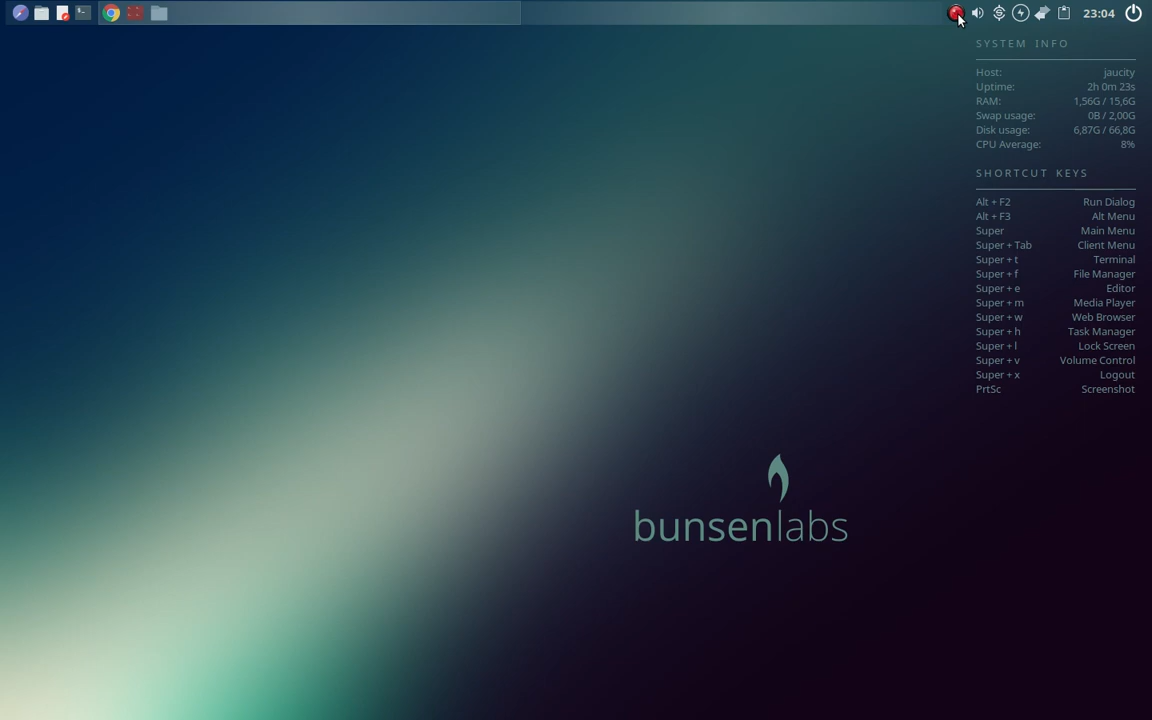 23:04
SYSTEM INFO
Host: jaucity
Uptime: 2h 0m 23s
RAM: 1,56G / 15,6G
Swap usage: 0B / 2,00G
Disk usage: 6,87G / 66,8G
CPU Average: 8%
SHORTCUT KEYS
Alt + F2 Run Dialog
Alt + F3 Alt Menu
Super Main Menu
Super + Tab Client Menu
Super + t Terminal
Super + f File Manager
Super + e Editor
Super + m Media Player
Super + w Web Browser
Super + h Task Manager
Super + l Lock Screen
Super + v Volume Control
Super + x Logout
PrtSc Screenshot
bunsenlabs